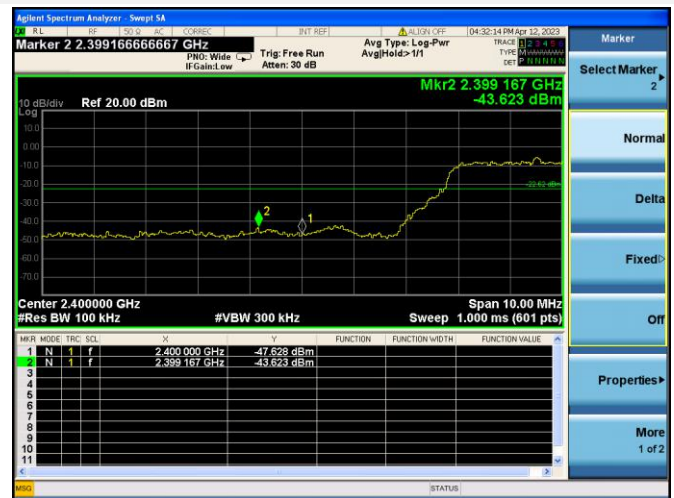 Agilent Spectrum Analyzer - Swept SA
RL RF 50 Ω AC CORREC INT REF ALIGN OFF 04:32:14 PM Apr 12, 2023
Marker 2 2.399166666667 GHz
PNO: Wide
IFGain:Low
Trig: Free Run
Atten: 30 dB
Avg Type: Log-Pwr
Avg|Hold>1/1
TRACE 1 2 3 4 5 6
TYPE
DET P N N N N N
Mkr2 2.399 167 GHz
-43.623 dBm
10 dB/div Ref 20.00 dBm
Log
10.0
0.00
-10.0
-20.0
-30.0
-40.0
-50.0
-60.0
-70.0
-22.62 dBm
2
1
Center 2.400000 GHz Span 10.00 MHz
#Res BW 100 kHz #VBW 300 kHz Sweep 1.000 ms (601 pts)
MKR MODE TRC SCL X Y FUNCTION FUNCTION WIDTH FUNCTION VALUE
1 N 1 f 2.400 000 GHz -47.628 dBm
2 N 1 f 2.399 167 GHz -43.623 dBm
3
4
5
6
7
8
9
10
11
MSG STATUS
Marker
Select Marker
2
Normal
Delta
Fixed
Off
Properties
More
1 of 2